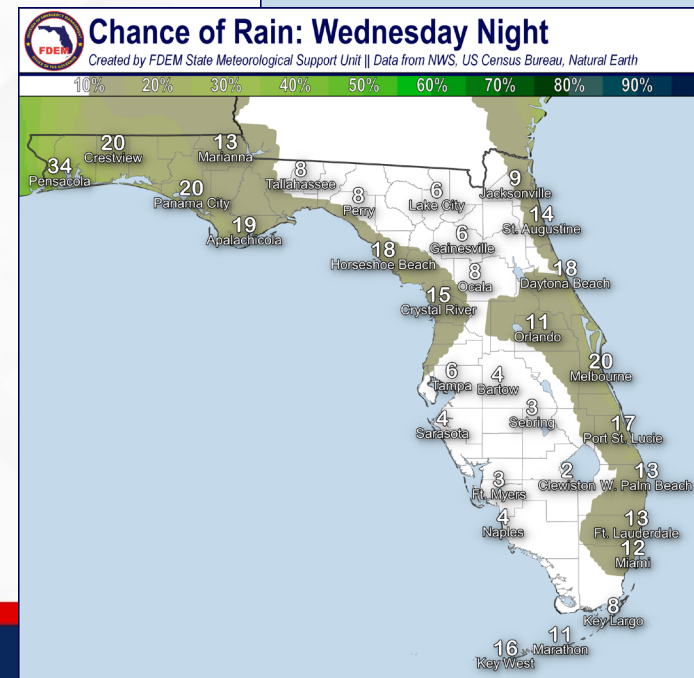 FDEM
Chance of Rain: Wednesday Night
Created by FDEM State Meteorological Support Unit || Data from NWS, US Census Bureau, Natural Earth
10% 20% 30% 40% 50% 60% 70% 80% 90%
20
Crestview
13
Marianna
34
Pensacola
8
Tallahassee
20
Panama City
8
Perry
6
Lake City
9
Jacksonville
19
Apalachicola
14
St. Augustine
6
Gainesville
18
Horseshoe Beach
8
Ocala
18
Daytona Beach
15
Crystal River
11
Orlando
6
Tampa
4
Bartow
20
Melbourne
3
Sebring
4
Sarasota
17
Port St. Lucie
3
Ft. Myers
2
Clewiston
13
W. Palm Beach
4
Naples
13
Ft. Lauderdale
12
Miami
8
Key Largo
11
Marathon
16
Key West